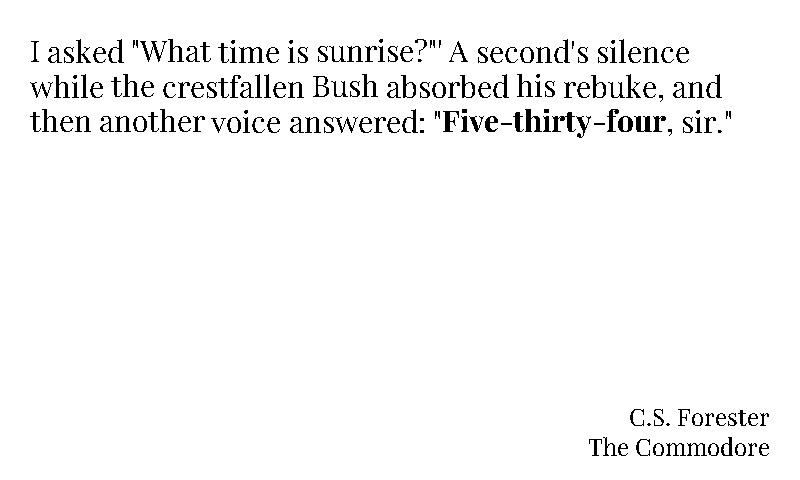 I asked "What time is sunrise?"' A second's silence
while the crestfallen Bush absorbed his rebuke, and
then another voice answered: "Five-thirty-four, sir."
C.S. Forester
The Commodore